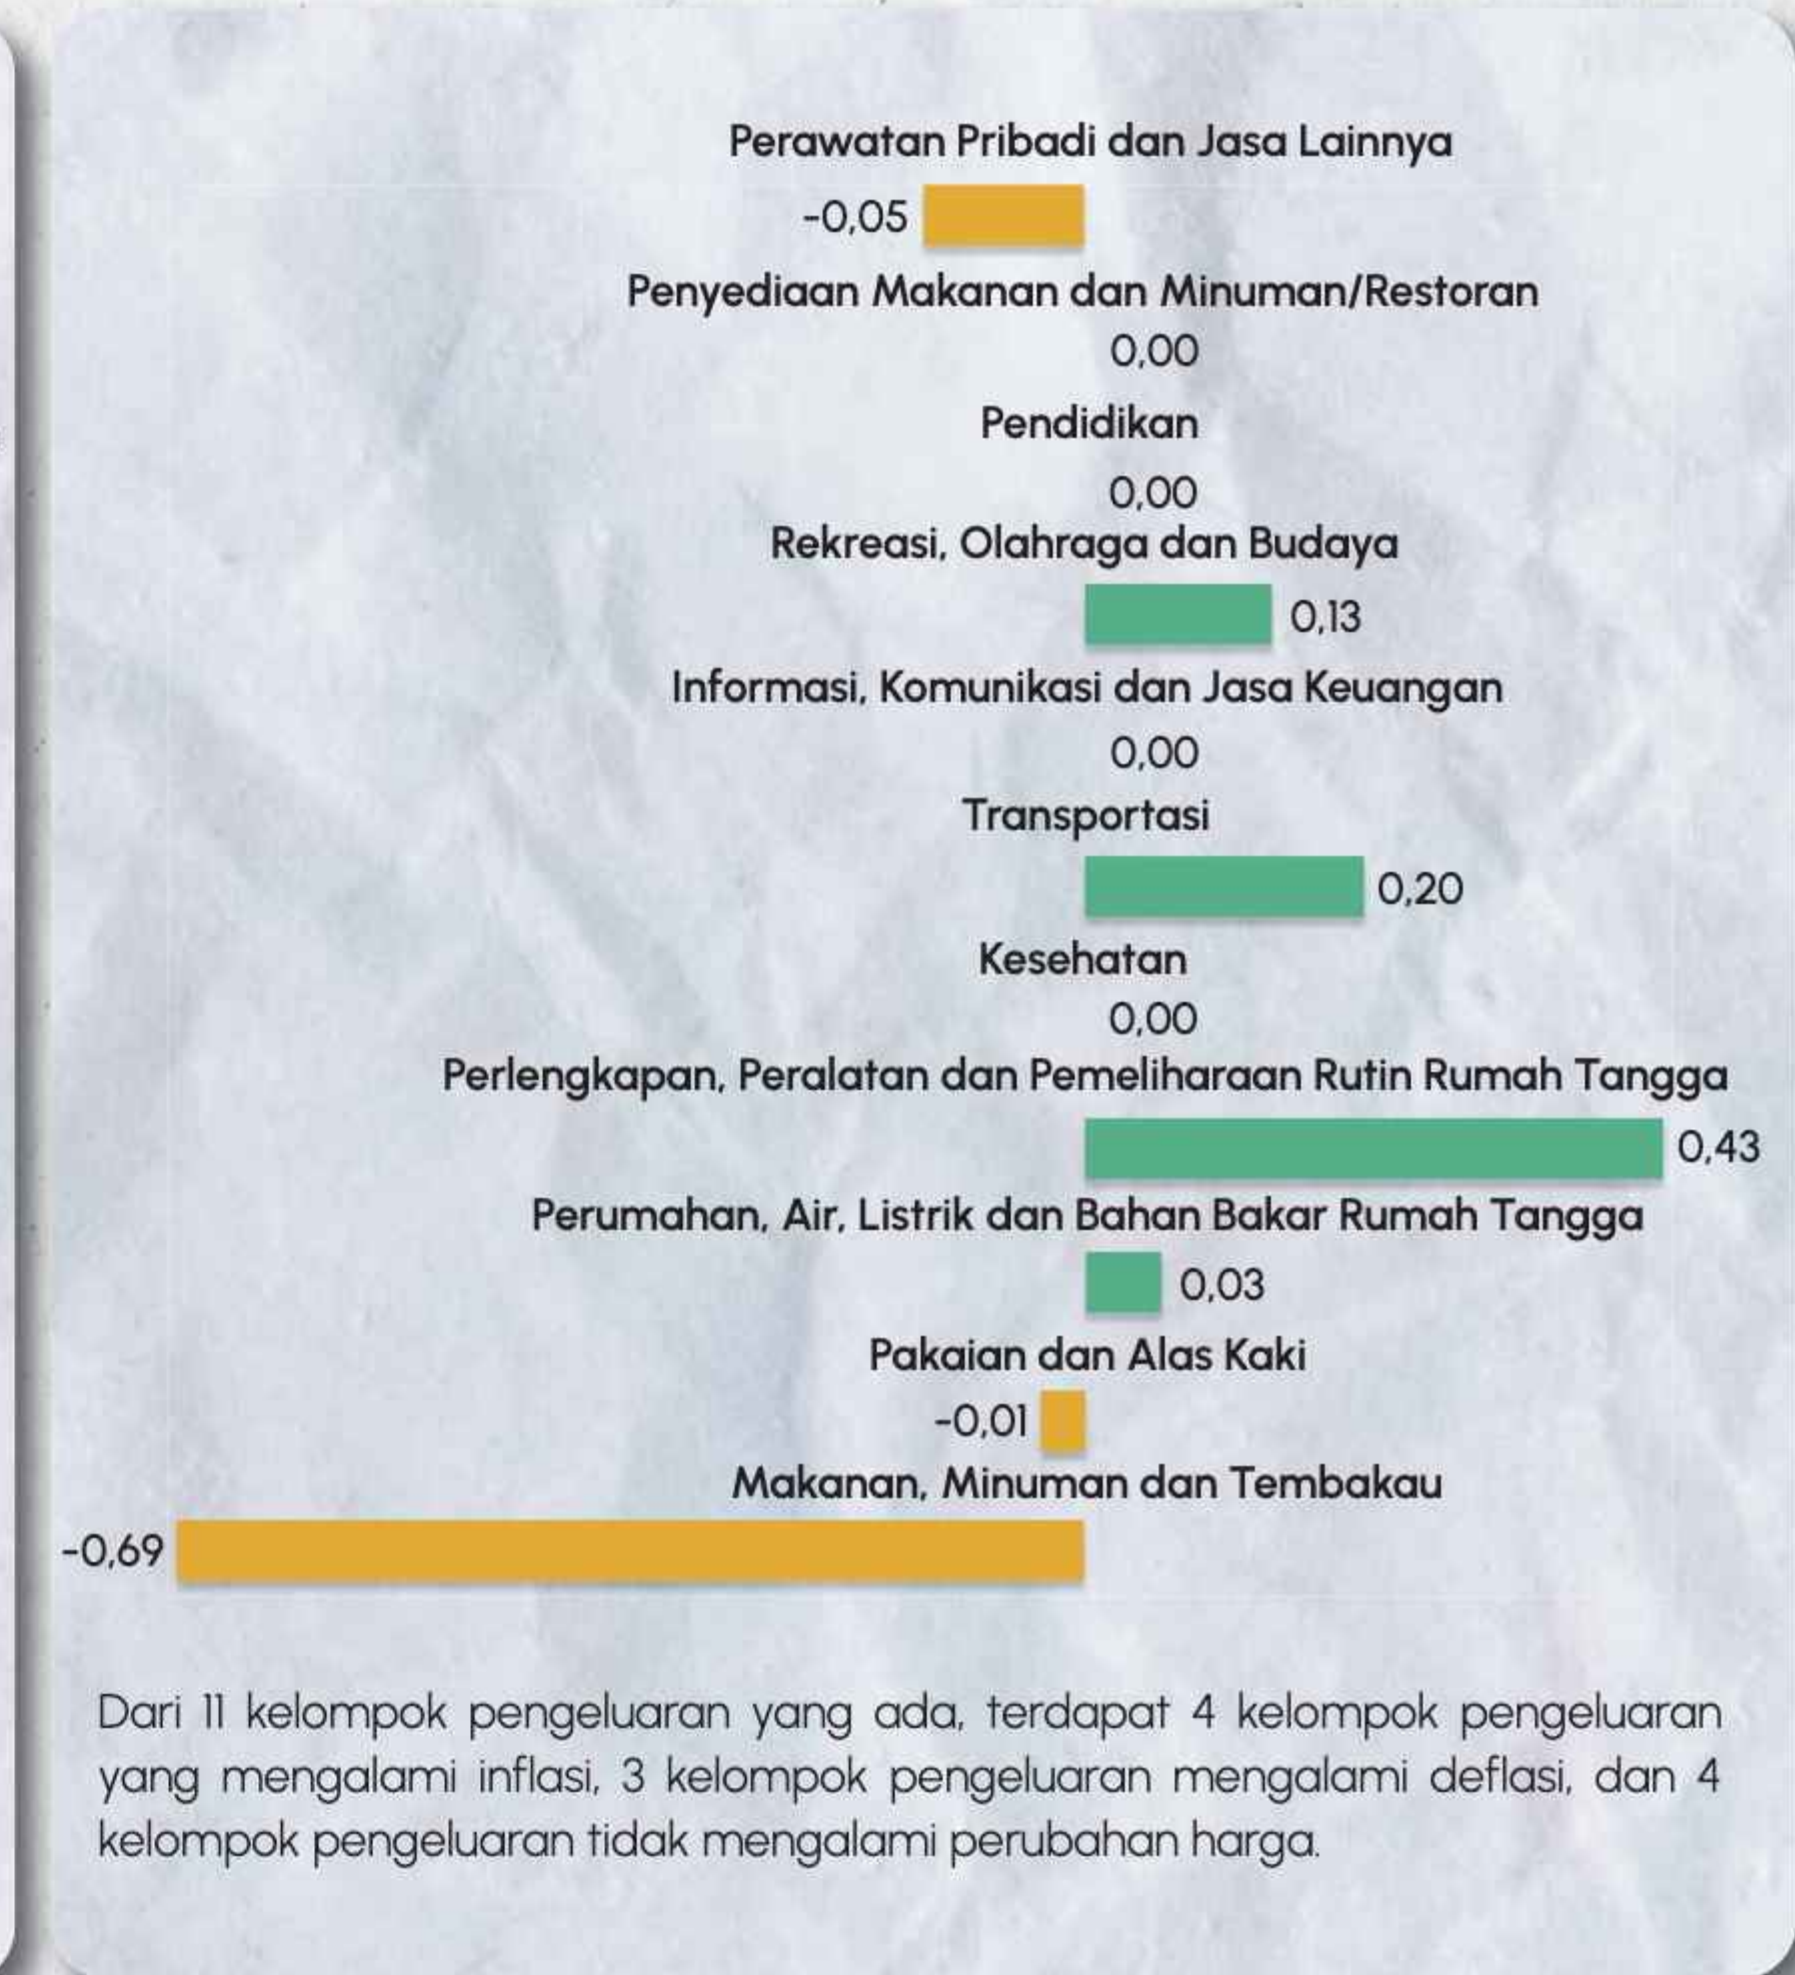 Perawatan Pribadi dan Jasa Lainnya
-0,05
Penyediaan Makanan dan Minuman/Restoran
0,00
Pendidikan
0,00
Rekreasi, Olahraga dan Budaya
0,13
Informasi, Komunikasi dan Jasa Keuangan
0,00
Transportasi
0,20
Kesehatan
0,00
Perlengkapan, Peralatan dan Pemeliharaan Rutin Rumah Tangga
0,43
Perumahan, Air, Listrik dan Bahan Bakar Rumah Tangga
0,03
Pakaian dan Alas Kaki
-0,01
Makanan, Minuman dan Tembakau
-0,69
Dari 11 kelompok pengeluaran yang ada, terdapat 4 kelompok pengeluaran
yang mengalami inflasi, 3 kelompok pengeluaran mengalami deflasi, dan 4
kelompok pengeluaran tidak mengalami perubahan harga.